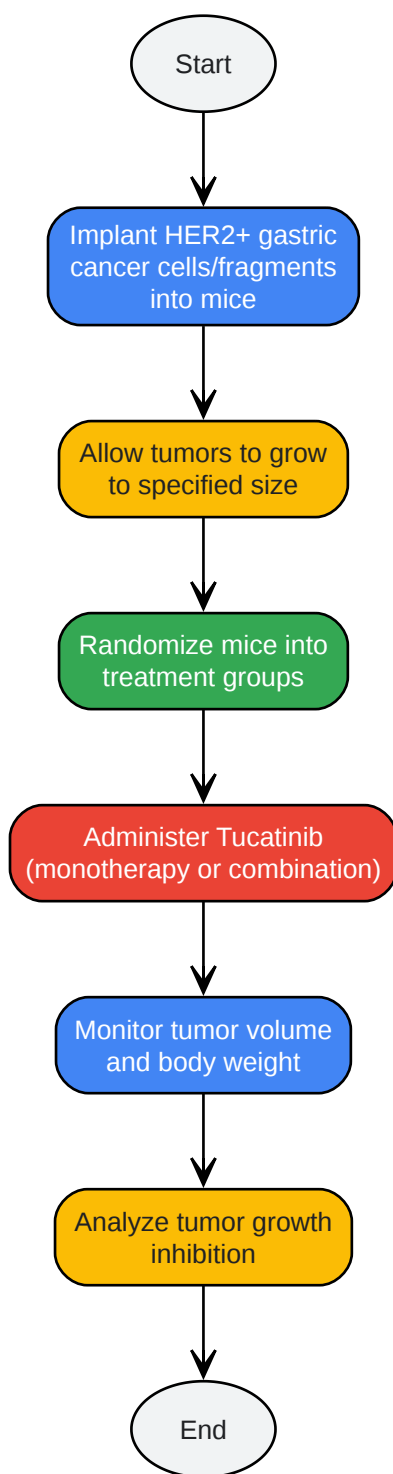 Start
Implant HER2+ gastric
cancer cells/fragments
into mice
Allow tumors to grow
to specified size
Randomize mice into
treatment groups
Administer Tucatinib
(monotherapy or combination)
Monitor tumor volume
and body weight
Analyze tumor growth
inhibition
End